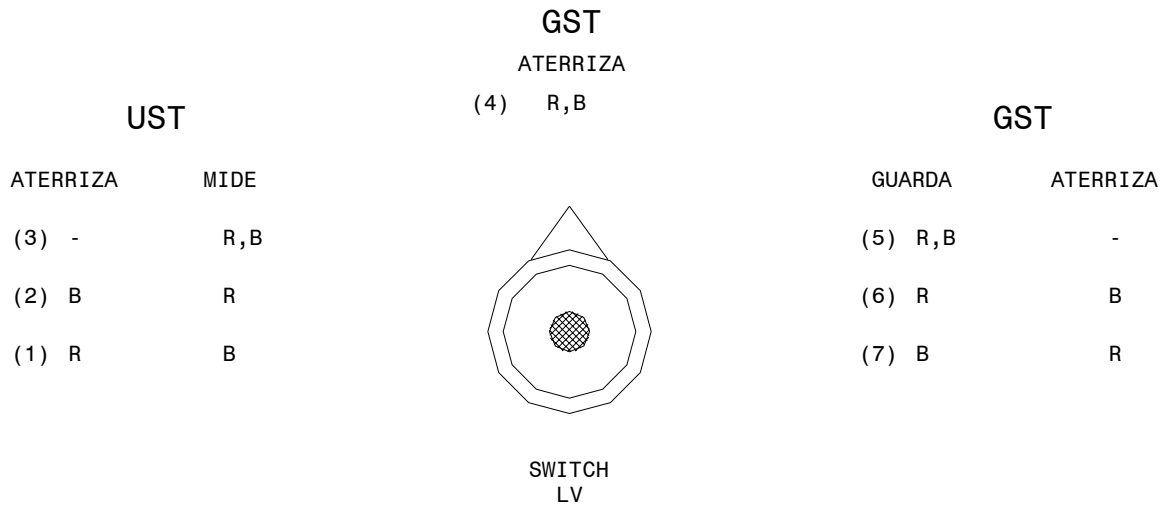 GST
ATERRIZA
(4) R,B
UST
ATERRIZA MIDE
(3) - R,B
(2) B R
(1) R B
GST
GUARDA ATERRIZA
(5) R,B -
(6) R B
(7) B R
SWITCH
LV